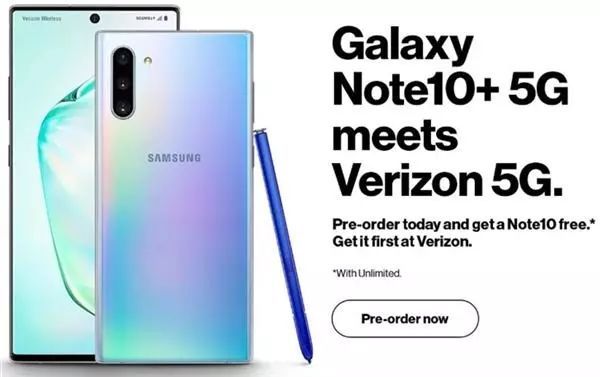 Verizon Wireless
SAMSUNG
Galaxy
Note10+ 5G
meets
Verizon 5G.
Pre-order today and get a Note10 free.*
Get it first at Verizon.
*With Unlimited.
Pre-order now